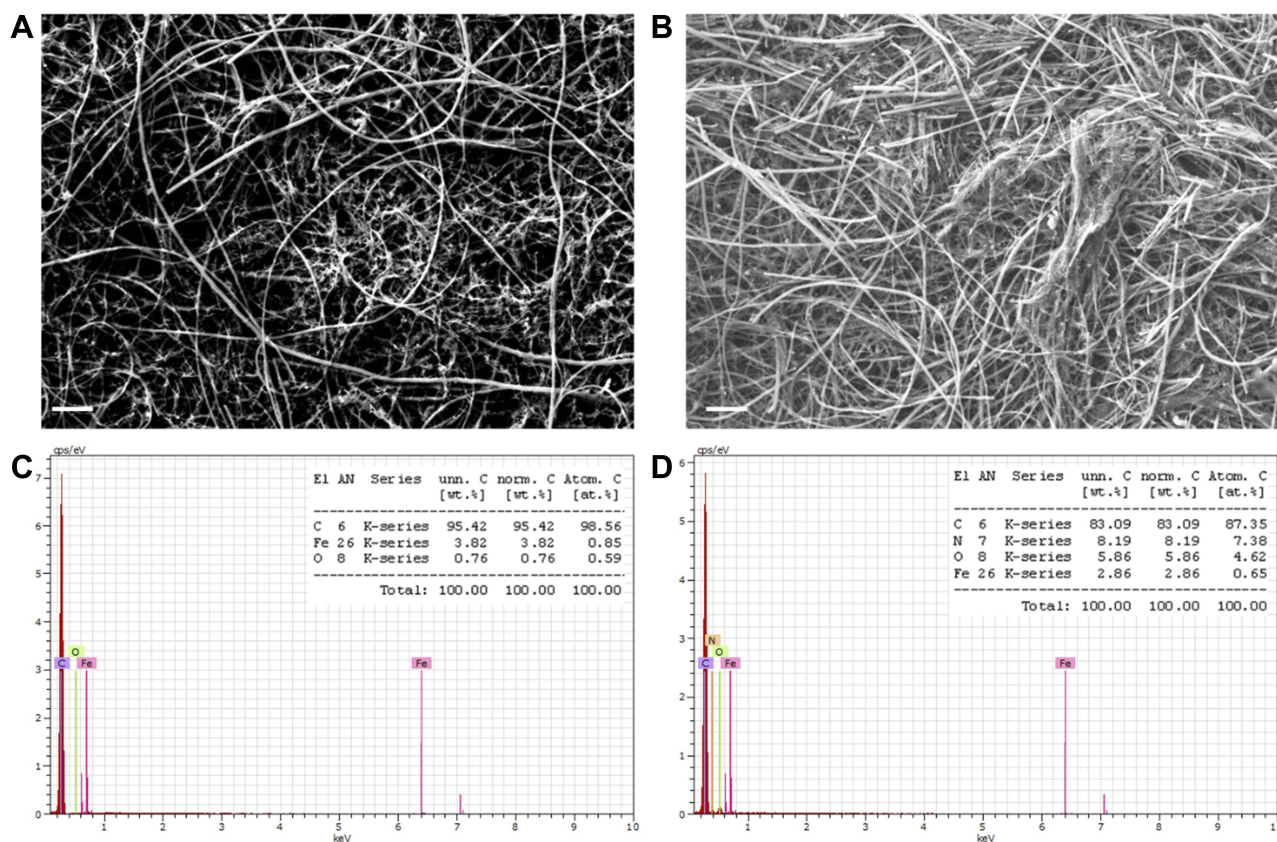 A
B
C
cps/eV
7
6
5
4
3
2
1
0
El AN Series unn. C norm. C Atom. C
[wt.%] [wt.%] [at.%]
C 6 K-series 95.42 95.42 98.56
Fe 26 K-series 3.82 3.82 0.85
O 8 K-series 0.76 0.76 0.59
Total: 100.00 100.00 100.00
O
C Fe Fe
1 2 3 4 5 6 7 8 9 10
keV
D
cps/eV
6
5
4
3
2
1
0
El AN Series unn. C norm. C Atom. C
[wt.%] [wt.%] [at.%]
C 6 K-series 83.09 83.09 87.35
N 7 K-series 8.19 8.19 7.38
O 8 K-series 5.86 5.86 4.62
Fe 26 K-series 2.86 2.86 0.65
Total: 100.00 100.00 100.00
N
O
C Fe Fe
1 2 3 4 5 6 7 8 9
keV